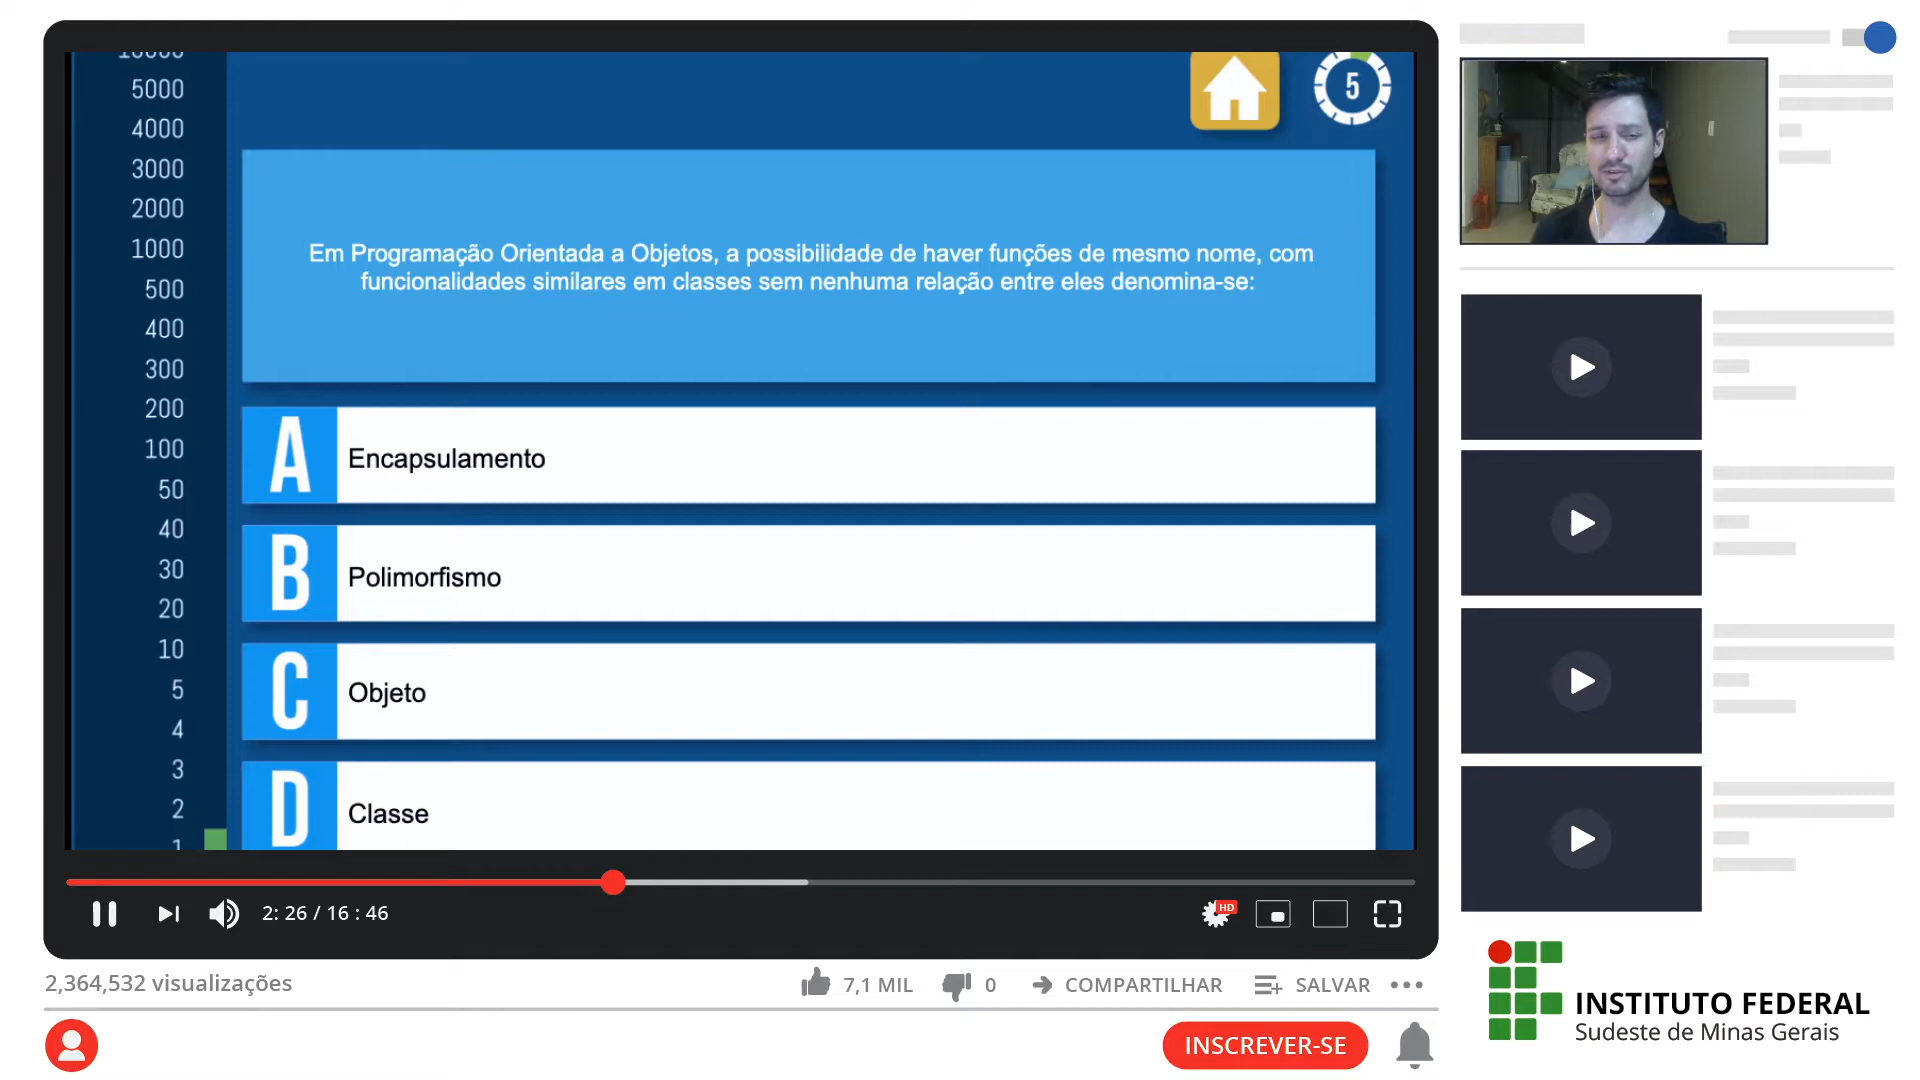 10000
5000
4000
3000
2000
1000
500
400
300
200
100
50
40
30
20
10
5
4
3
2
1
5
Em Programação Orientada a Objetos, a possibilidade de haver funções de mesmo nome, com
funcionalidades similares em classes sem nenhuma relação entre eles denomina-se:
A Encapsulamento
B Polimorfismo
C Objeto
D Classe
2: 26 / 16 : 46
HD
2,364,532 visualizações
7,1 MIL
0
COMPARTILHAR
SALVAR
INSCREVER-SE
INSTITUTO FEDERAL
Sudeste de Minas Gerais